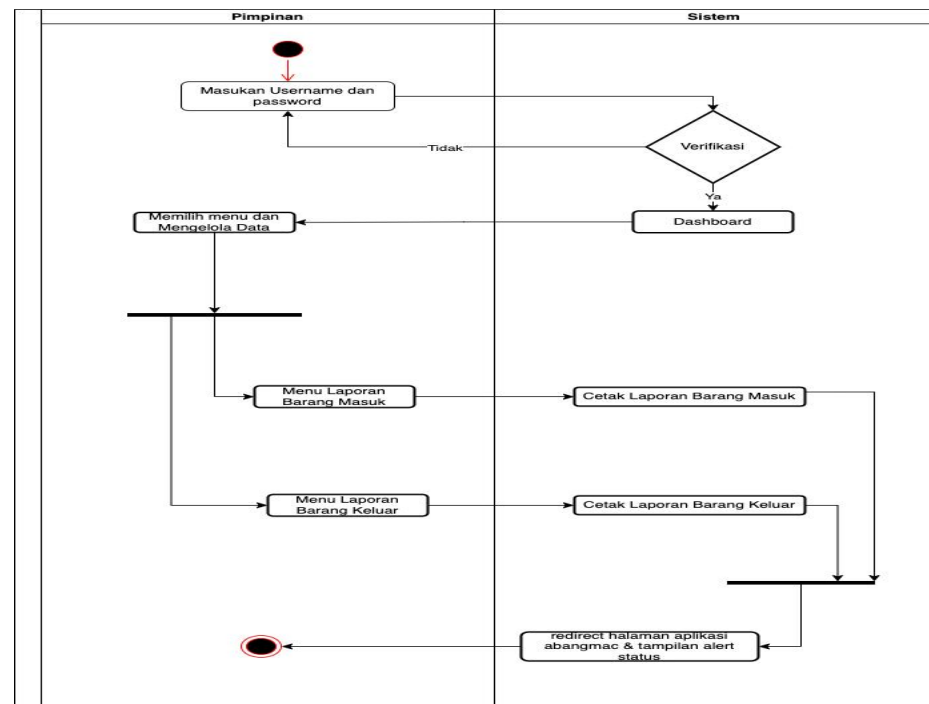 Pimpinan
Sistem
Masukan Username dan
password
Verifikasi
Tidak
Ya
Memilih menu dan
Mengelola Data
Dashboard
Menu Laporan
Barang Masuk
Cetak Laporan Barang Masuk
Menu Laporan
Barang Keluar
Cetak Laporan Barang Keluar
redirect halaman aplikasi
abangmac & tampilan alert
status